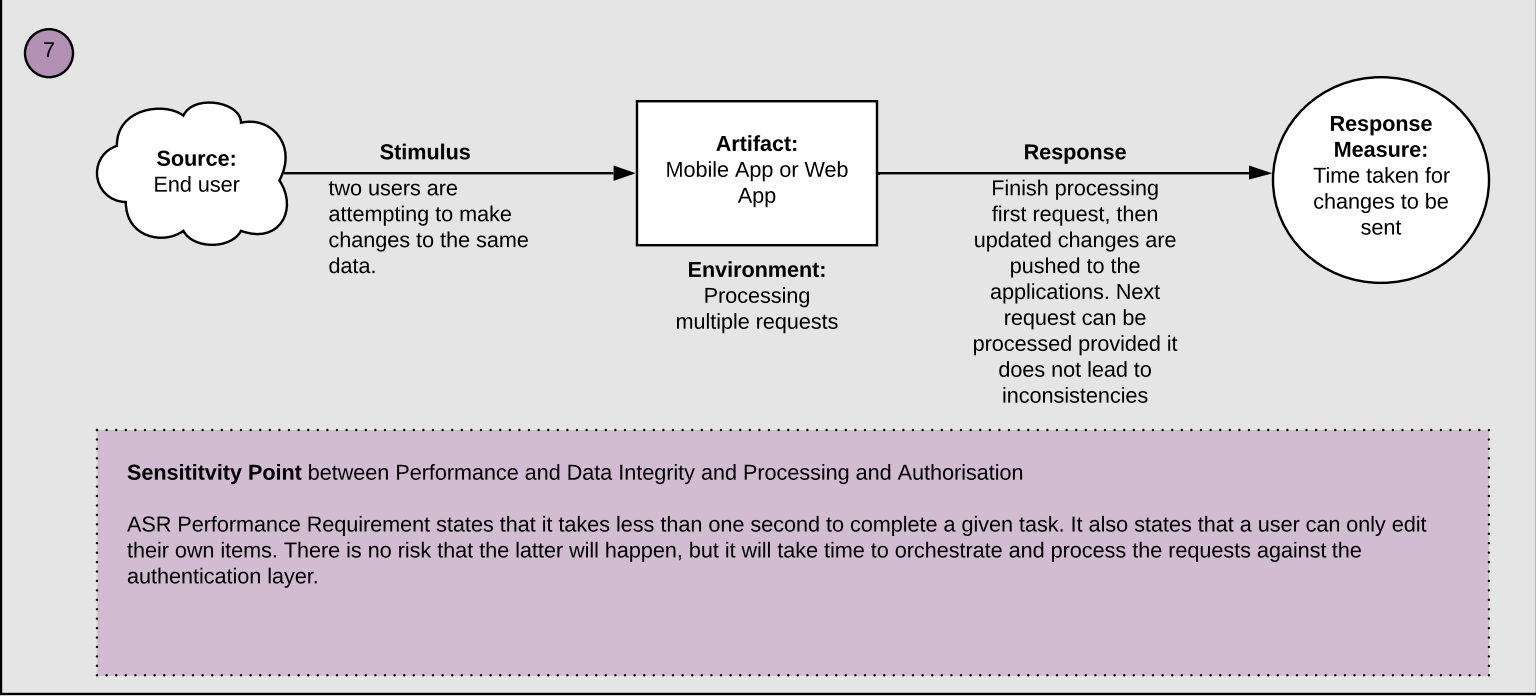 7
Source:
End user
Stimulus
two users are
attempting to make
changes to the same
data.
Artifact:
Mobile App or Web
App
Environment:
Processing
multiple requests
Response
Finish processing
first request, then
updated changes are
pushed to the
applications. Next
request can be
processed provided it
does not lead to
inconsistencies
Response
Measure:
Time taken for
changes to be
sent
Sensititvity Point between Performance and Data Integrity and Processing and Authorisation
ASR Performance Requirement states that it takes less than one second to complete a given task. It also states that a user can only edit
their own items. There is no risk that the latter will happen, but it will take time to orchestrate and process the requests against the
authentication layer.